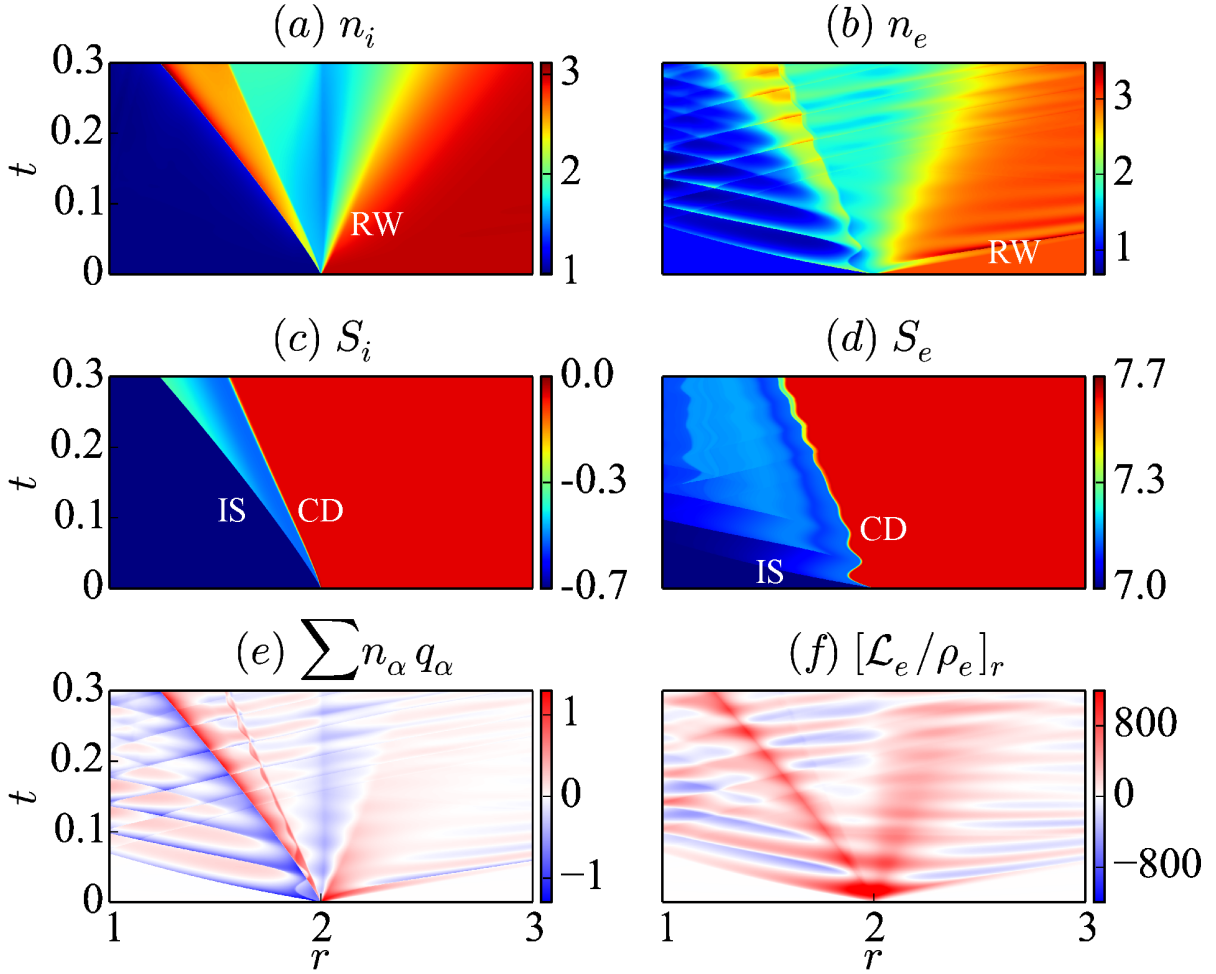 (a) n_i
(b) n_e
t
0.3
0.2
0.1
0
RW
3
2
1
RW
3
2
1
(c) S_i
(d) S_e
t
0.3
0.2
0.1
0
IS
CD
0.0
-0.3
-0.7
IS
CD
7.7
7.3
7.0
(e) ∑n_α q_α
(f) [ℒ_e/ρ_e]_r
t
0.3
0.2
0.1
0
1
0
−1
800
0
−800
1
2
3
r
1
2
3
r